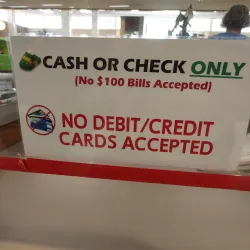 CASH OR CHECK ONLY
(No $100 Bills Accepted)
NO DEBIT/CREDIT
CARDS ACCEPTED